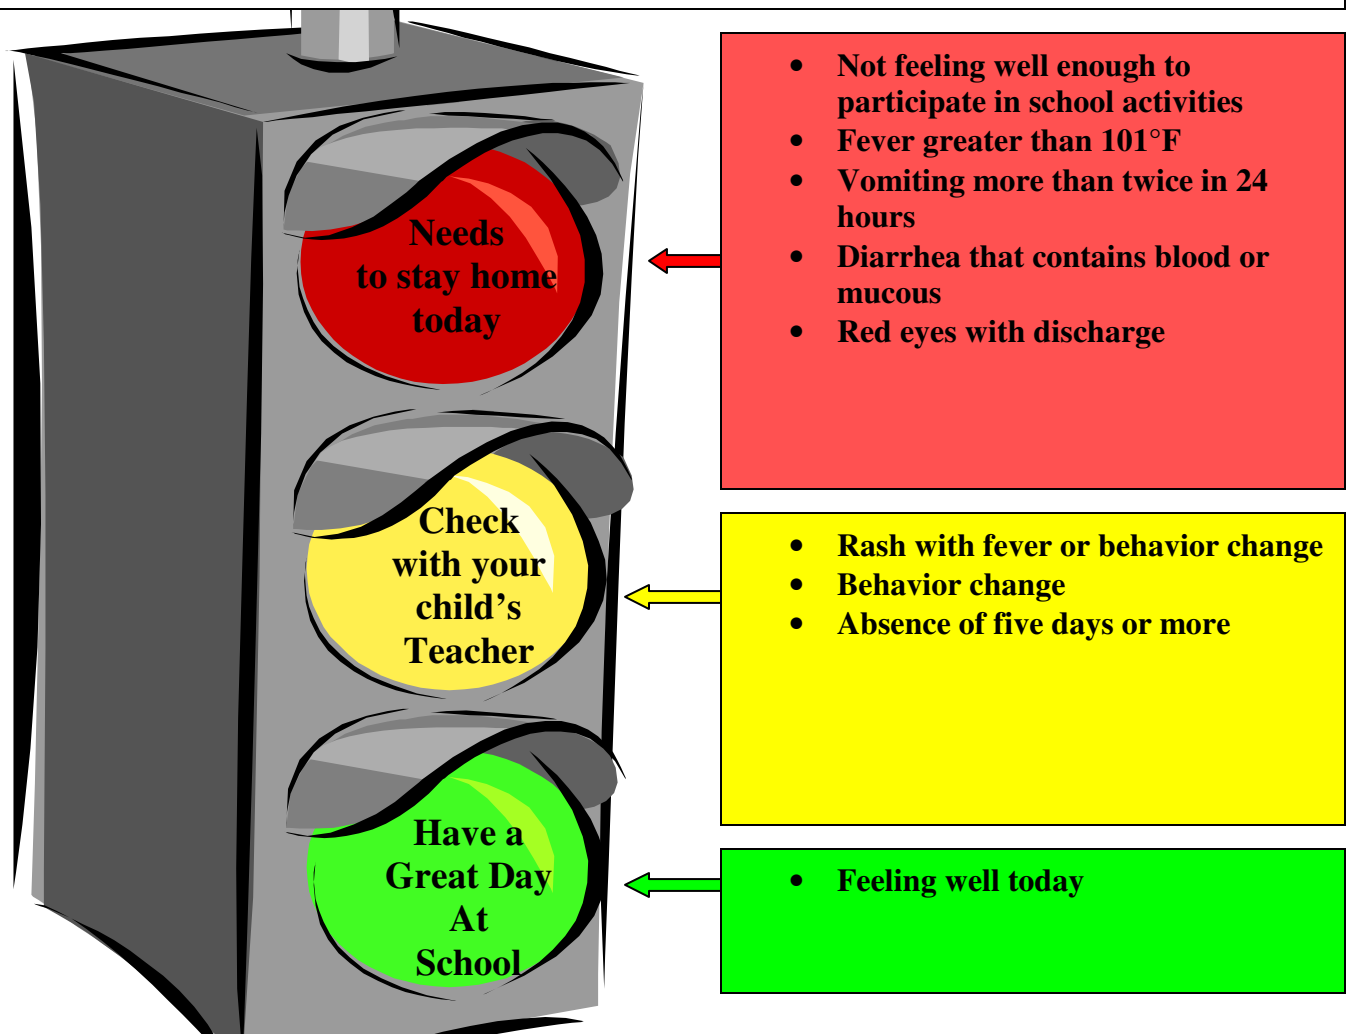 Needs
to stay home
today
• Not feeling well enough to
participate in school activities
• Fever greater than 101°F
• Vomiting more than twice in 24
hours
• Diarrhea that contains blood or
mucous
• Red eyes with discharge
Check
with your
child’s
Teacher
• Rash with fever or behavior change
• Behavior change
• Absence of five days or more
Have a
Great Day
At
School
• Feeling well today